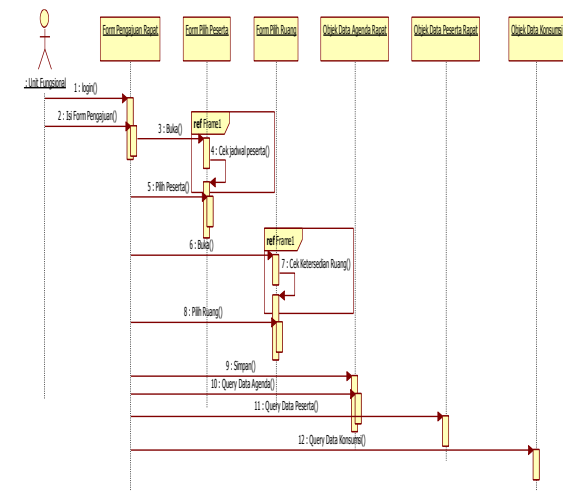 Form Pengajuan Rapat
Form Pilih Peserta
Form Pilih Ruang
Objek Data Agenda Rapat
Objek Data Peserta Rapat
Objek Data Konsumsi
: Unit Fungsional
1 : login()
2 : Isi Form Pengajuan()
3 : Buka()
ref Frame1
4 : Cek jadwal peserta()
5 : Pilih Peserta()
6 : Buka()
ref Frame1
7 : Cek Ketersedian Ruang()
8 : Pilih Ruang()
9 : Simpan()
10 : Query Data Agenda()
11 : Query Data Peserta()
12 : Query Data Konsumsi()